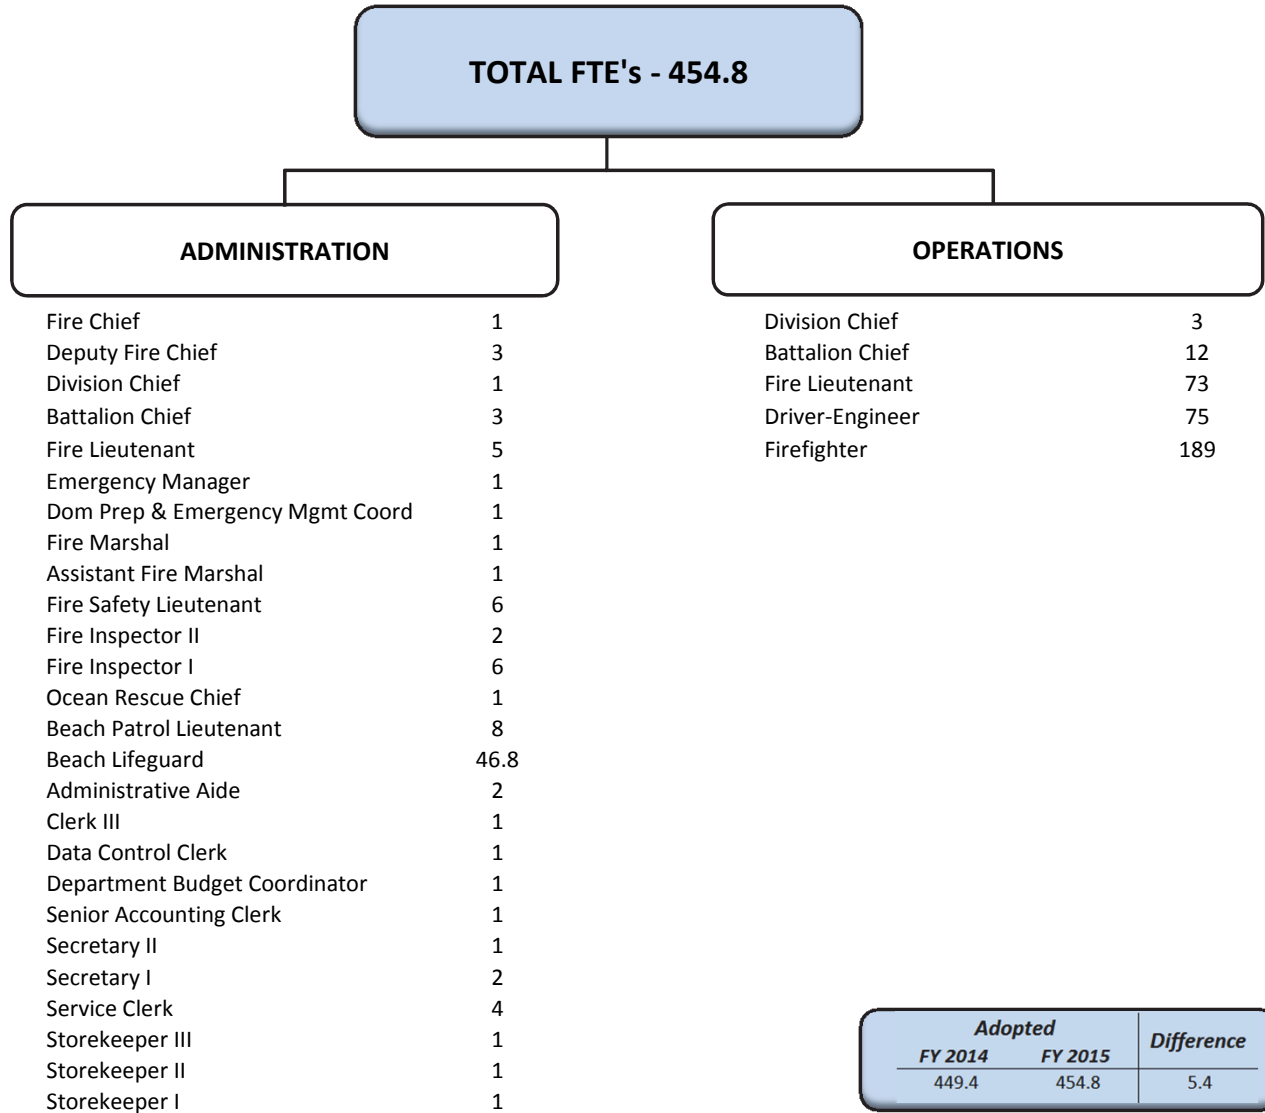 TOTAL FTE's - 454.8
ADMINISTRATION
Fire Chief 1
Deputy Fire Chief 3
Division Chief 1
Battalion Chief 3
Fire Lieutenant 5
Emergency Manager 1
Dom Prep & Emergency Mgmt Coord 1
Fire Marshal 1
Assistant Fire Marshal 1
Fire Safety Lieutenant 6
Fire Inspector II 2
Fire Inspector I 6
Ocean Rescue Chief 1
Beach Patrol Lieutenant 8
Beach Lifeguard 46.8
Administrative Aide 2
Clerk III 1
Data Control Clerk 1
Department Budget Coordinator 1
Senior Accounting Clerk 1
Secretary II 1
Secretary I 2
Service Clerk 4
Storekeeper III 1
Storekeeper II 1
Storekeeper I 1
OPERATIONS
Division Chief 3
Battalion Chief 12
Fire Lieutenant 73
Driver-Engineer 75
Firefighter 189
Adopted Difference
FY 2014 FY 2015
449.4 454.8 5.4